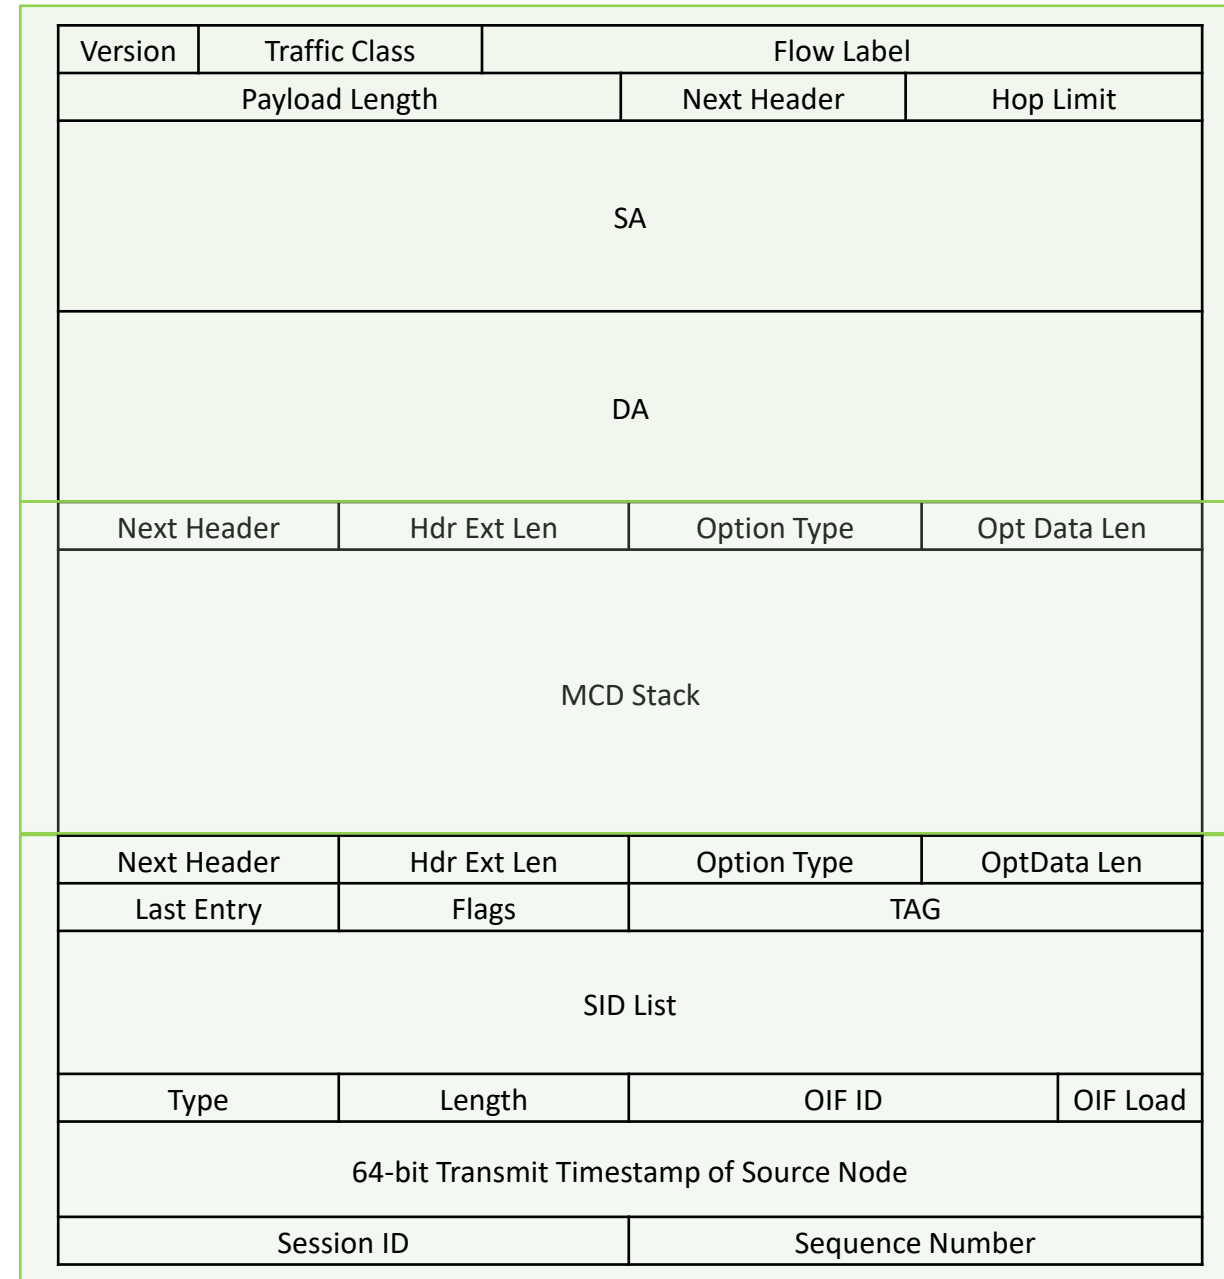 Version Traffic Class Flow Label
Payload Length Next Header Hop Limit
SA
DA
Next Header Hdr Ext Len Option Type Opt Data Len
MCD Stack
Next Header Hdr Ext Len Option Type OptData Len
Last Entry Flags TAG
SID List
Type Length OIF ID OIF Load
64-bit Transmit Timestamp of Source Node
Session ID Sequence Number